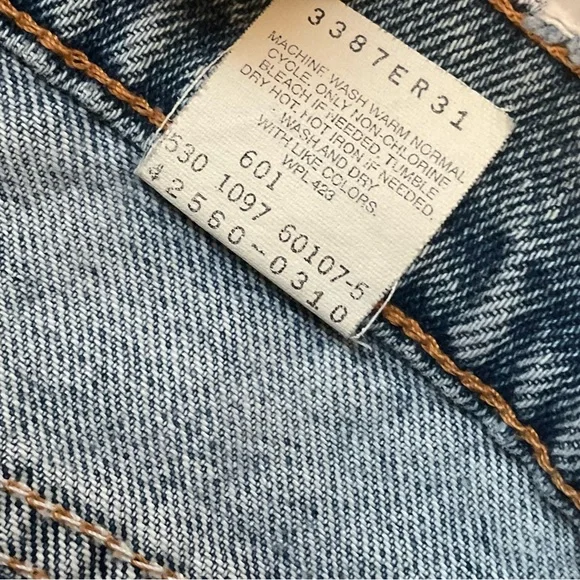 3387ER31
MACHINE WASH WARM NORMAL
CYCLE. ONLY NON-CHLORINE
BLEACH IF NEEDED. TUMBLE
DRY HOT. HOT IRON IF NEEDED.
WASH AND DRY
WITH LIKE COLORS.
601 WPL 423
530 1097 60107-5
42560~0310